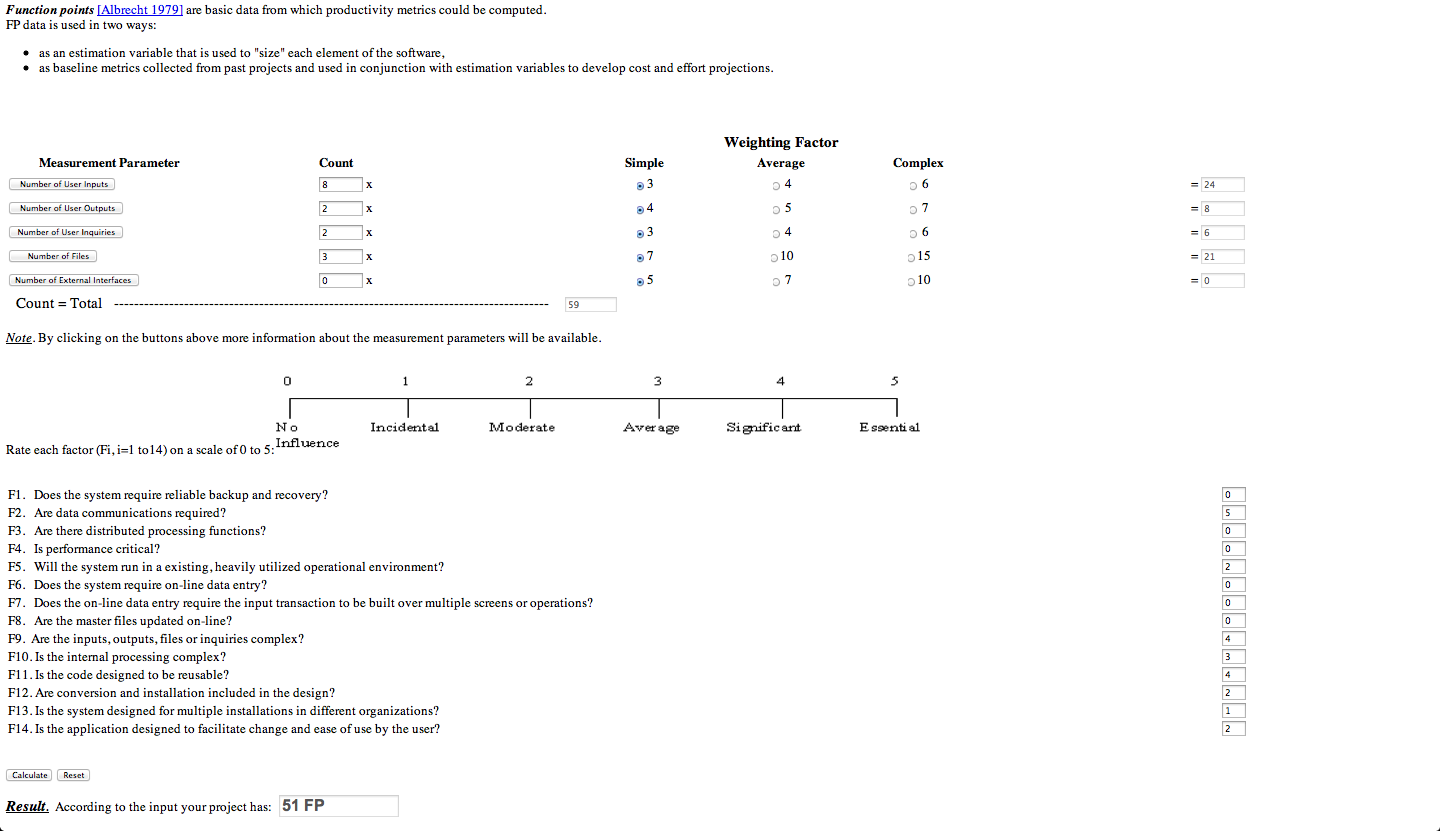 Function points [Albrecht 1979] are basic data from which productivity metrics could be computed.
FP data is used in two ways:
• as an estimation variable that is used to "size" each element of the software,
• as baseline metrics collected from past projects and used in conjunction with estimation variables to develop cost and effort projections.
Weighting Factor
Measurement Parameter Count Simple Average Complex
Number of User Inputs 8 x 3 4 6 = 24
Number of User Outputs 2 x 4 5 7 = 8
Number of User Inquiries 2 x 3 4 6 = 6
Number of Files 3 x 7 10 15 = 21
Number of External Interfaces 0 x 5 7 10 = 0
Count = Total ---------------------------------------------------------------------------------------- 59
Note. By clicking on the buttons above more information about the measurement parameters will be available.
0 1 2 3 4 5
No Influence Incidental Moderate Average Significant Essential
Rate each factor (Fi, i=1 to14) on a scale of 0 to 5:
F1. Does the system require reliable backup and recovery? 0
F2. Are data communications required? 5
F3. Are there distributed processing functions? 0
F4. Is performance critical? 0
F5. Will the system run in a existing, heavily utilized operational environment? 2
F6. Does the system require on-line data entry? 0
F7. Does the on-line data entry require the input transaction to be built over multiple screens or operations? 0
F8. Are the master files updated on-line? 0
F9. Are the inputs, outputs, files or inquiries complex? 4
F10. Is the internal processing complex? 3
F11. Is the code designed to be reusable? 4
F12. Are conversion and installation included in the design? 2
F13. Is the system designed for multiple installations in different organizations? 1
F14. Is the application designed to facilitate change and ease of use by the user? 2
Calculate Reset
Result. According to the input your project has: 51 FP